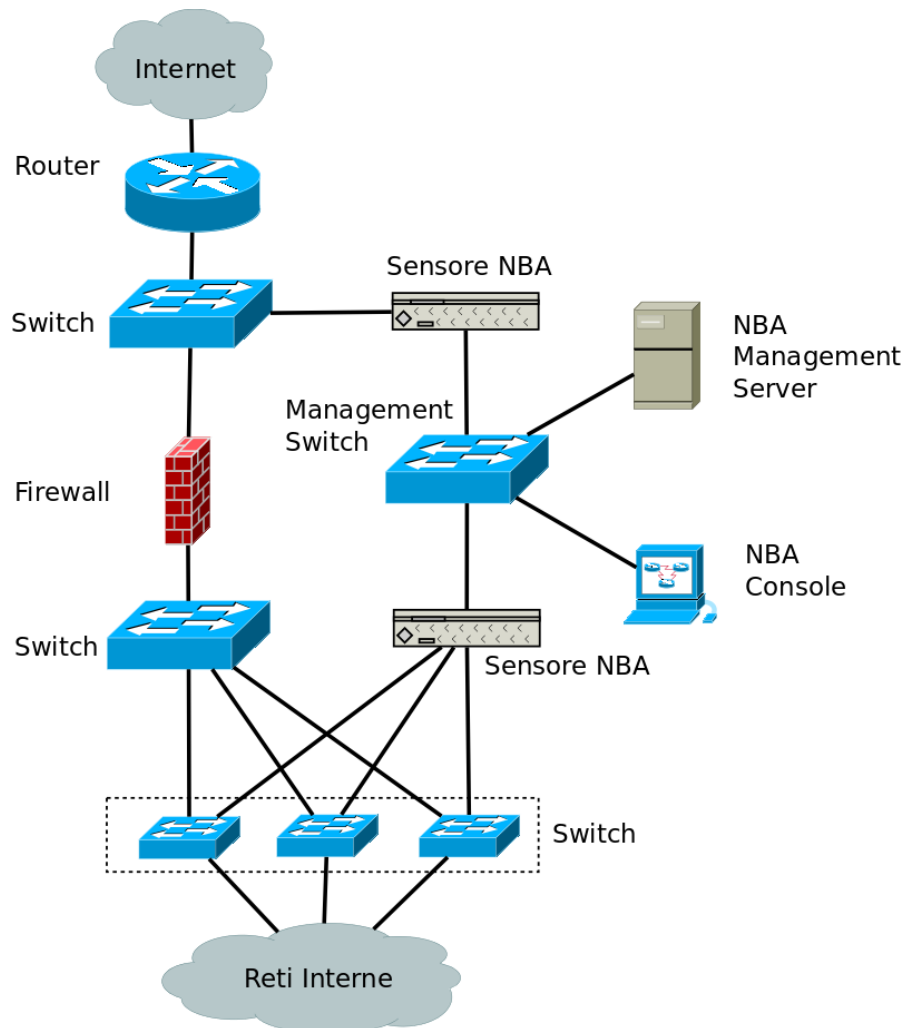 Internet
Router
Sensore NBA
Switch
NBA
Management
Server
Management
Switch
Firewall
NBA
Console
Switch
Sensore NBA
Switch
Reti Interne